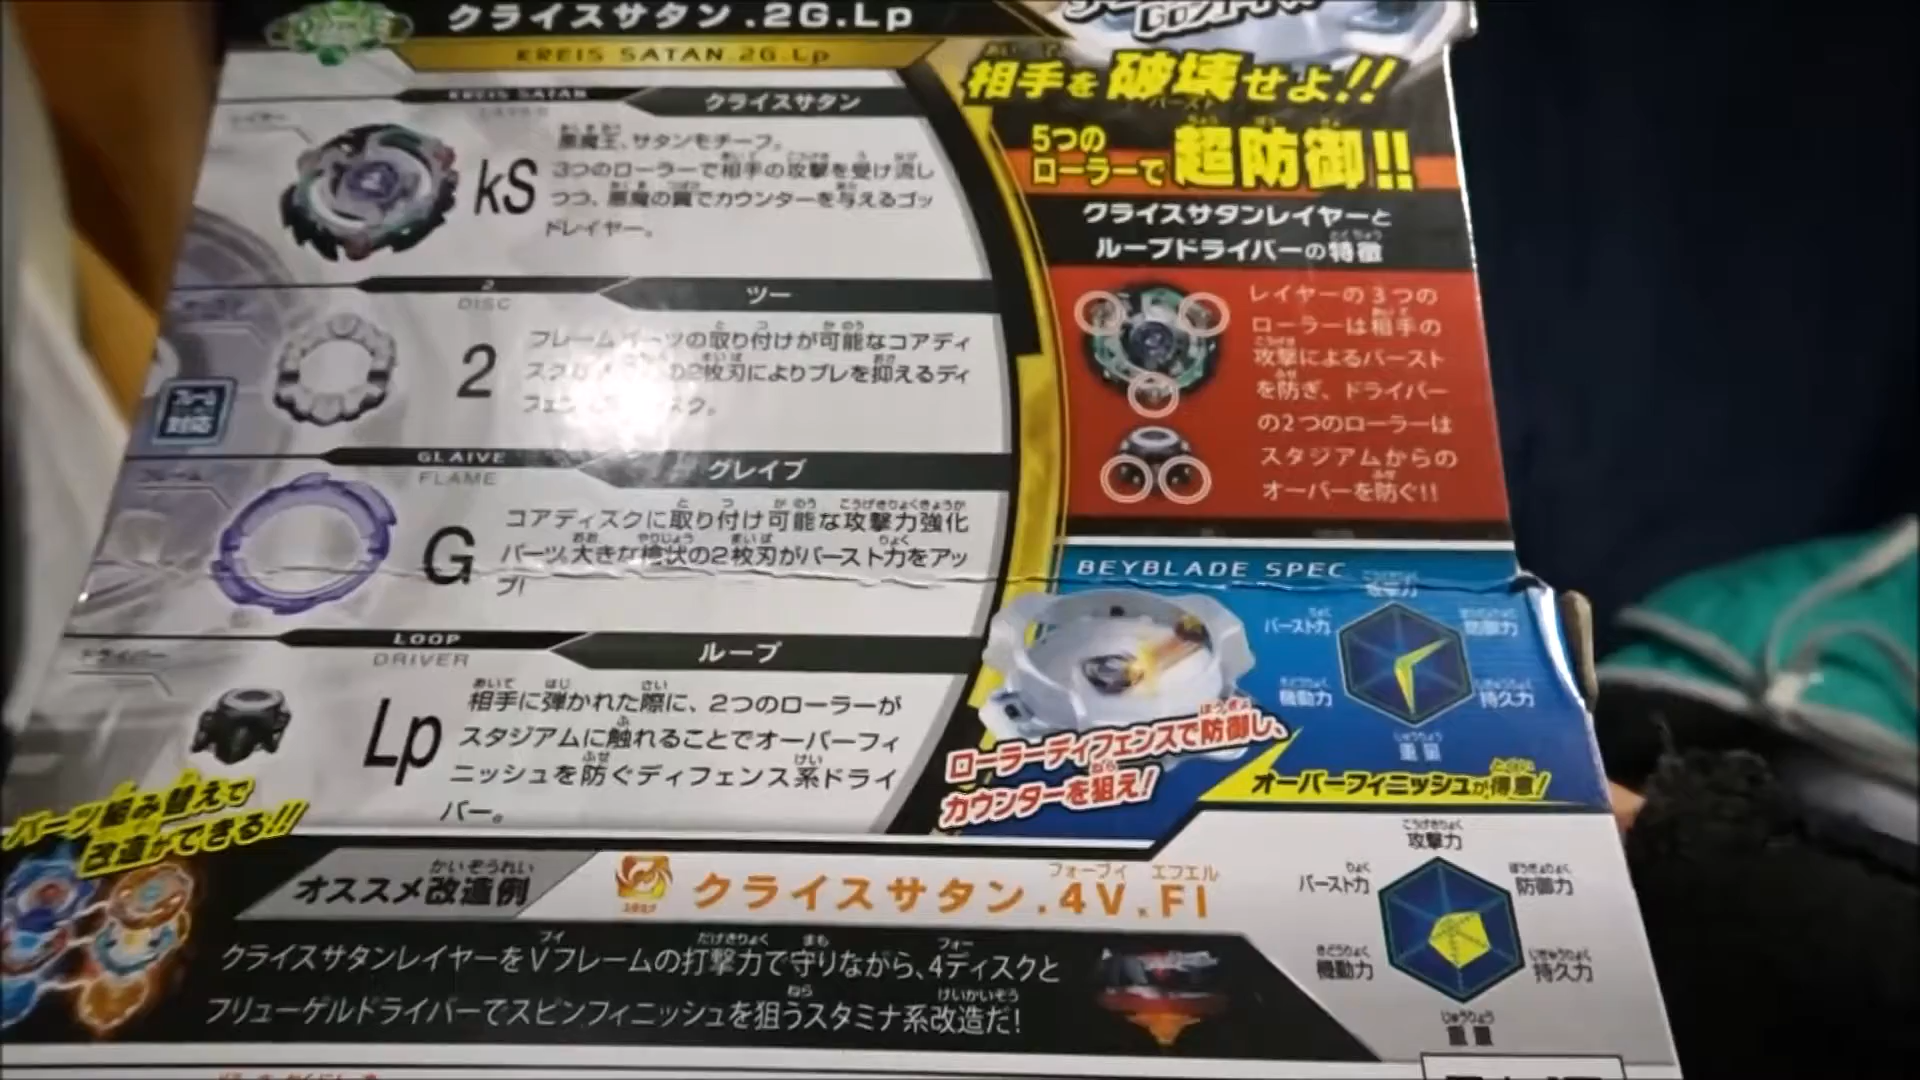 クライスサタン.2G.Lp
KREIS SATAN.2G.Lp
KREIS SATAN
クライスサタン
kS
悪魔王、サタンモチーフ。
3つのローラーで相手の攻撃を受け流し
つつ、悪魔の翼でカウンターを与えるゴッ
ドレイヤー。
2
DISC
ツー
フレーム対応
2
フレームパーツの取り付けが可能なコアディ
の2枚刃によりブレを抑えるディ
GLAIVE
FLAME
グレイブ
フレーム
G
コアディスクに取り付け可能な攻撃力強化
パーツ。大きな槍状の2枚刃がバースト力をアッ
プ!
LOOP
DRIVER
ループ
ドライバー
Lp
相手に弾かれた際に、2つのローラーが
スタジアムに触れることでオーバーフィ
ニッシュを防ぐディフェンス系ドライ
バー。
相手を破壊せよ!!
バースト
5つの
ローラーで超防御!!
クライスサタンレイヤーと
ループドライバーの特徴
レイヤーの3つの
ローラーは相手の
攻撃によるバースト
を防ぎ、ドライバー
の2つのローラーは
スタジアムからの
オーバーを防ぐ!!
BEYBLADE SPEC
攻撃力
バースト力
防御力
機動力
持久力
重量
ローラーディフェンスで防御し、
カウンターを狙え!
オーバーフィニッシュが得意!
パーツ組み替えで
改造ができる!!
オススメ改造例
クライスサタン.4V.Fl
クライスサタンレイヤーをVフレームの打撃力で守りながら、4ディスクと
フリューゲルドライバーでスピンフィニッシュを狙うスタミナ系改造だ!
攻撃力
バースト力
防御力
機動力
持久力
重量